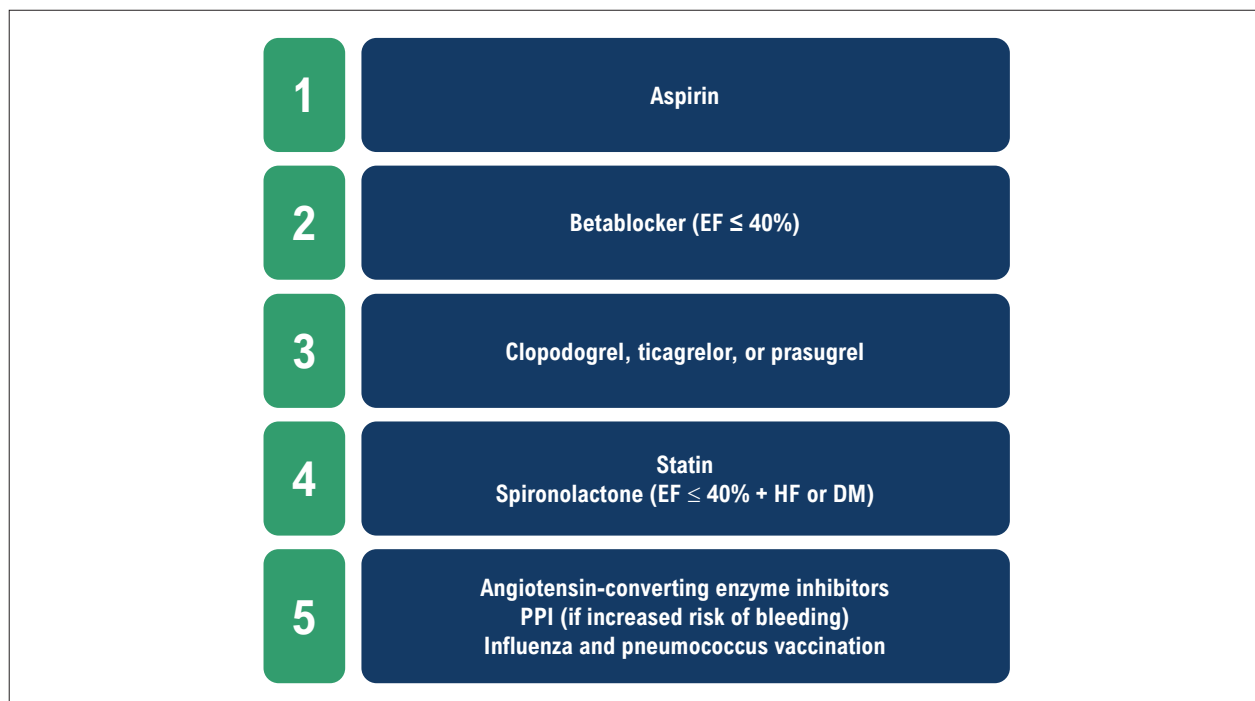 1
Aspirin
2
Betablocker (EF ≤ 40%)
3
Clopodogrel, ticagrelor, or prasugrel
4
Statin
Spironolactone (EF ≤ 40% + HF or DM)
5
Angiotensin-converting enzyme inhibitors
PPI (if increased risk of bleeding)
Influenza and pneumococcus vaccination